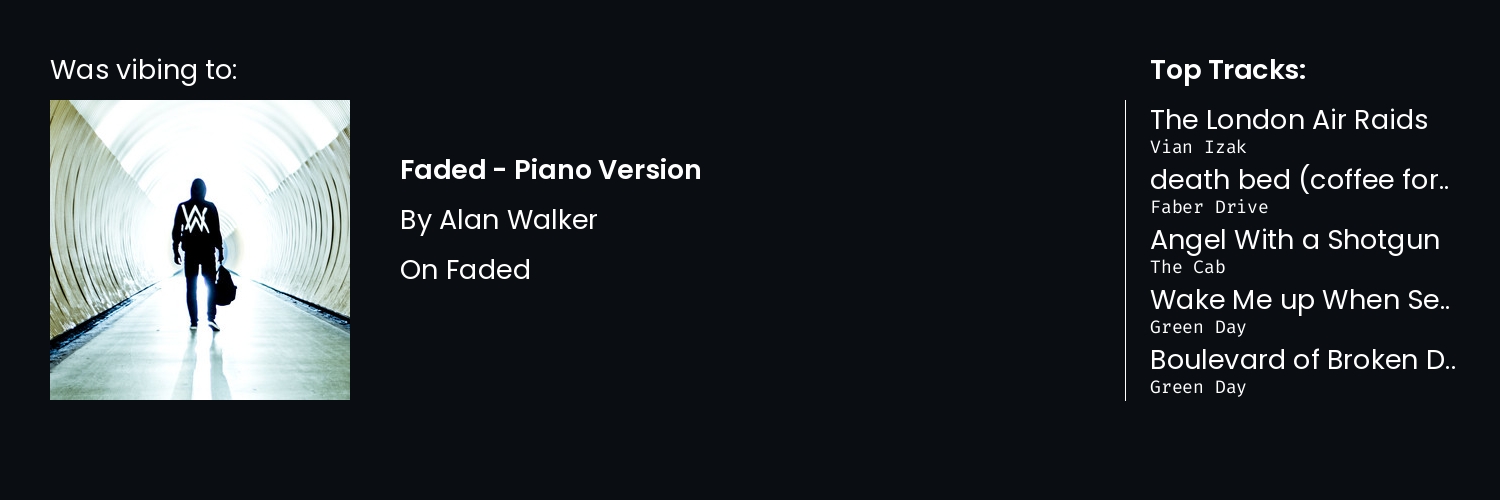 Was vibing to:
Faded - Piano Version
By Alan Walker
On Faded
Top Tracks:
The London Air Raids
Vian Izak
death bed (coffee for..
Faber Drive
Angel With a Shotgun
The Cab
Wake Me up When Se..
Green Day
Boulevard of Broken D..
Green Day